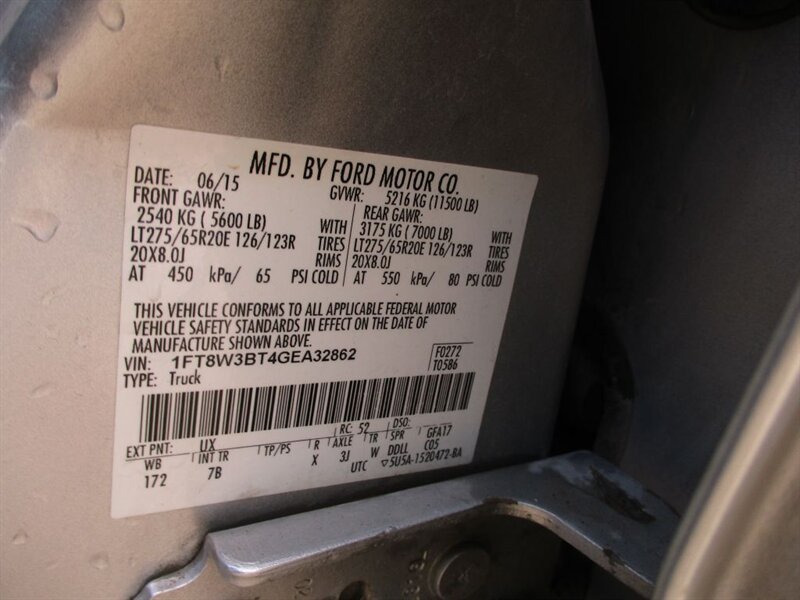 MFD. BY FORD MOTOR CO.
DATE: 06/15 GVWR: 5216 KG (11500 LB)
FRONT GAWR: REAR GAWR:
2540 KG ( 5600 LB) WITH 3175 KG ( 7000 LB) WITH
LT275/65R20E 126/123R TIRES LT275/65R20E 126/123R TIRES
20X8.0J RIMS 20X8.0J RIMS
AT 450 kPa/ 65 PSI COLD AT 550 kPa/ 80 PSI COLD
THIS VEHICLE CONFORMS TO ALL APPLICABLE FEDERAL MOTOR
VEHICLE SAFETY STANDARDS IN EFFECT ON THE DATE OF
MANUFACTURE SHOWN ABOVE.
VIN: 1FT8W3BT4GEA32862 F0272
TYPE: Truck T0586
EXT PNT: UX RC: 52 DSO:
WB INT TR TP/PS R AXLE TR SPR GFA17
172 7B X 3J W DDLL C05
UTC ▽5U5A-1520472-BA